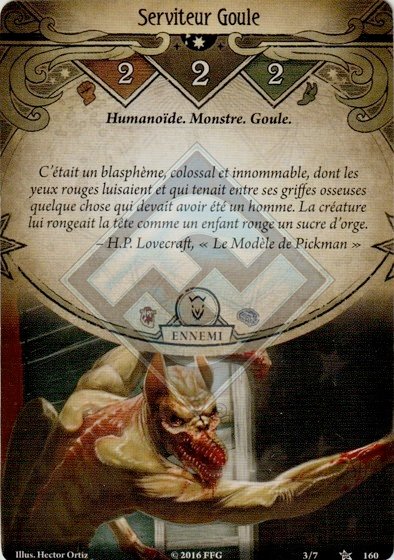 Serviteur Goule
2
2
2
Humanoïde. Monstre. Goule.
C'était un blasphème, colossal et innommable, dont les
yeux rouges luisaient et qui tenait entre ses griffes osseuses
quelque chose qui devait avoir été un homme. La créature
lui rongeait la tête comme un enfant ronge un sucre d'orge.
– H.P. Lovecraft, « Le Modèle de Pickman »
ENNEMI
Illus. Hector Ortiz © 2016 FFG 3/7 160